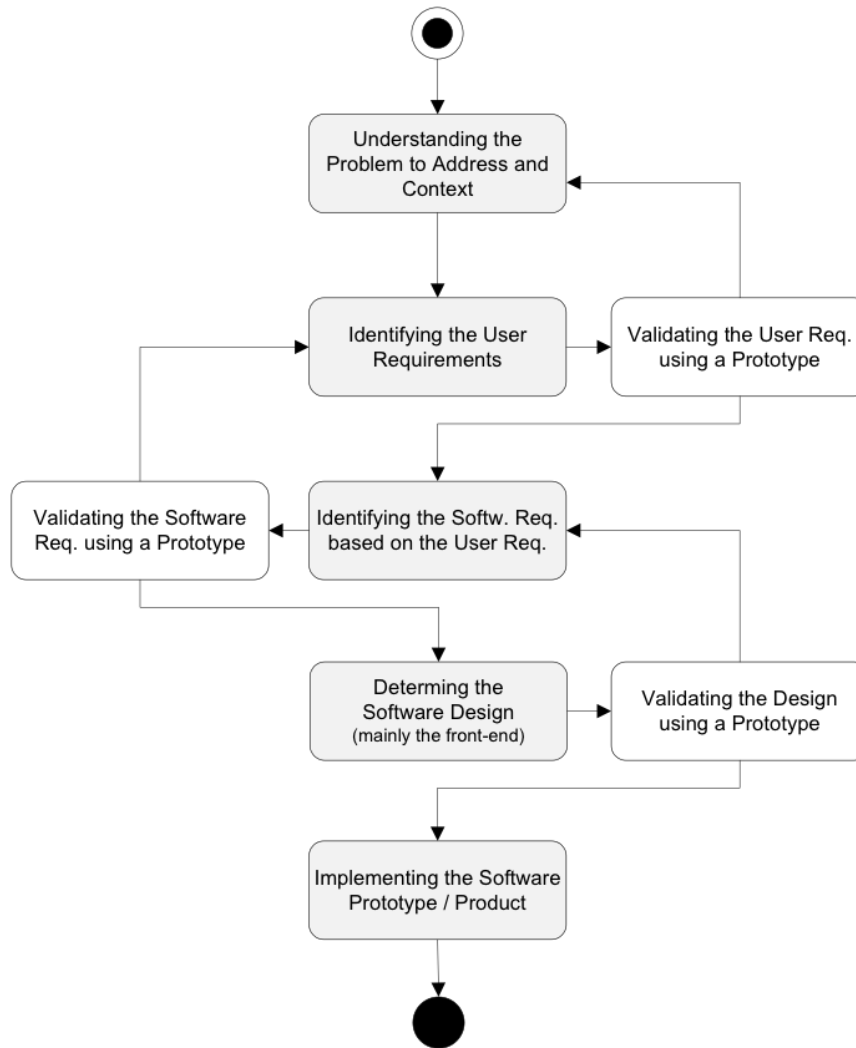 Understanding the
Problem to Address and
Context
Identifying the User
Requirements
Validating the User Req.
using a Prototype
Validating the Software
Req. using a Prototype
Identifying the Softw. Req.
based on the User Req.
Determing the
Software Design
(mainly the front-end)
Validating the Design
using a Prototype
Implementing the Software
Prototype / Product